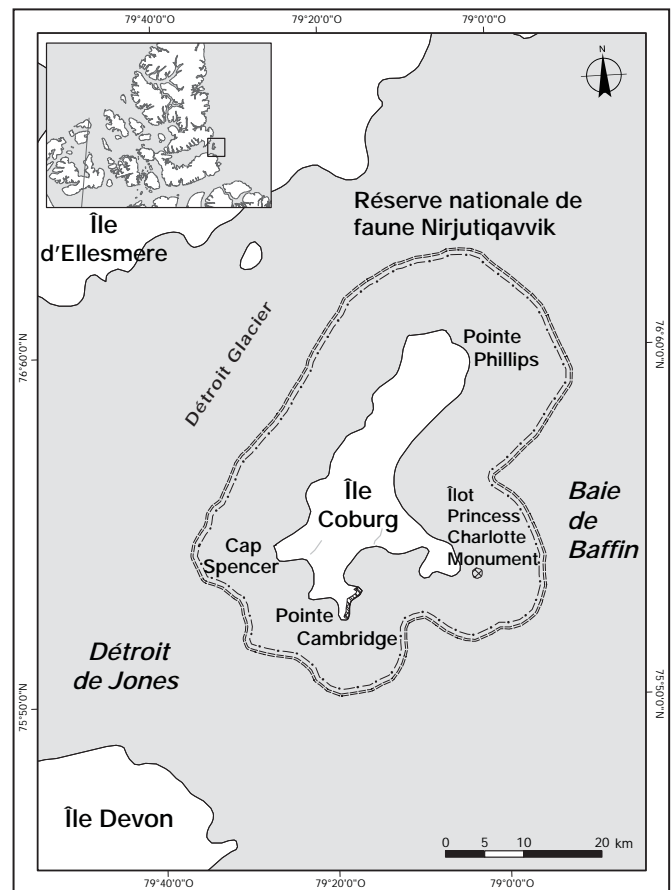 79°40'0"O
79°20'0"O
79°0'0"O
N
Île
d'Ellesmere
Réserve nationale de
faune Nirjutiqavvik
76°60'0"N
76°60'0"N
Détroit Glacier
Pointe
Phillips
Île
Coburg
Îlot
Princess
Charlotte
Monument
Baie
de
Baffin
Cap
Spencer
Pointe
Cambridge
Détroit
de Jones
75°50'0"N
75°50'0"N
Île Devon
0 5 10 20 km
79°40'0"O
79°20'0"O
79°0'0"O